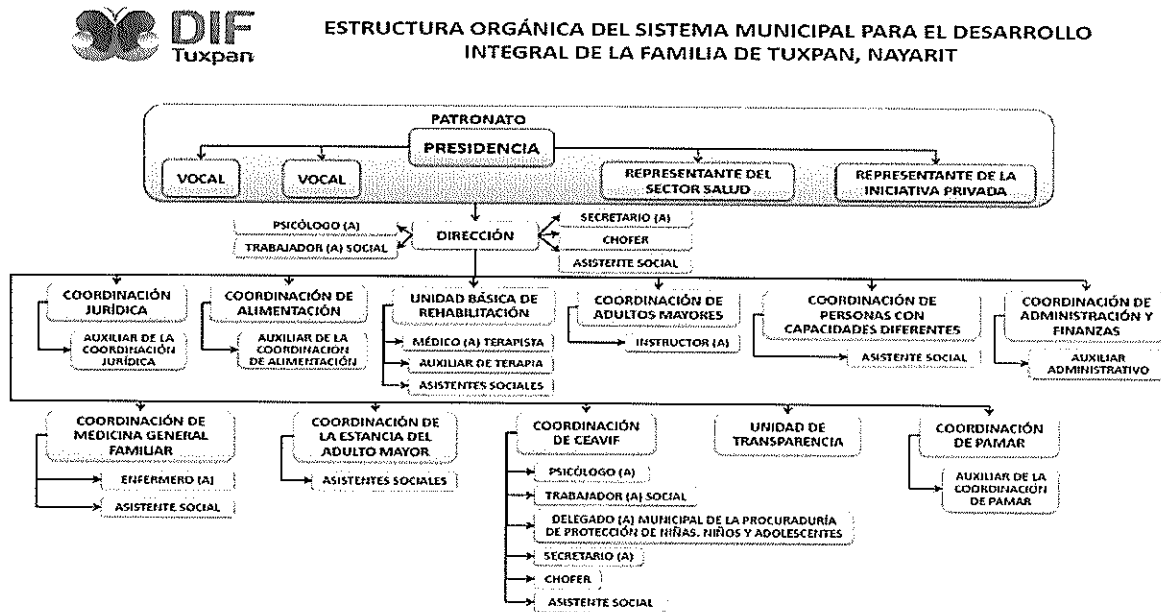 DIF
Tuxpan
ESTRUCTURA ORGÁNICA DEL SISTEMA MUNICIPAL PARA EL DESARROLLO
INTEGRAL DE LA FAMILIA DE TUXPAN, NAYARIT
PATRONATO
PRESIDENCIA
VOCAL
VOCAL
REPRESENTANTE DEL
SECTOR SALUD
REPRESENTANTE DE LA
INICIATIVA PRIVADA
PSICÓLOGO (A)
TRABAJADOR (A) SOCIAL
DIRECCIÓN
SECRETARIO (A)
CHOFER
ASISTENTE SOCIAL
COORDINACIÓN
JURÍDICA
AUXILIAR DE LA
COORDINACIÓN
JURÍDICA
COORDINACIÓN DE
ALIMENTACIÓN
AUXILIAR DE LA
COORDINACIÓN
DE ALIMENTACIÓN
UNIDAD BÁSICA DE
REHABILITACIÓN
MÉDICO (A) TERAPISTA
AUXILIAR DE TERAPIA
ASISTENTES SOCIALES
COORDINACIÓN DE
ADULTOS MAYORES
INSTRUCTOR (A)
COORDINACIÓN DE
PERSONAS CON
CAPACIDADES DIFERENTES
ASISTENTE SOCIAL
COORDINACIÓN DE
ADMINISTRACIÓN Y
FINANZAS
AUXILIAR
ADMINISTRATIVO
COORDINACIÓN DE
MEDICINA GENERAL
FAMILIAR
ENFERMERO (A)
ASISTENTE SOCIAL
COORDINACIÓN DE
LA ESTANCIA DEL
ADULTO MAYOR
ASISTENTES SOCIALES
COORDINACIÓN
DE CEAVIF
PSICÓLOGO (A)
TRABAJADOR (A) SOCIAL
DELEGADO (A) MUNICIPAL DE LA PROCURADURÍA
DE PROTECCIÓN DE NIÑAS, NIÑOS Y ADOLESCENTES
SECRETARIO (A)
CHOFER
ASISTENTE SOCIAL
UNIDAD DE
TRANSPARENCIA
COORDINACIÓN
DE PAMAR
AUXILIAR DE LA
COORDINACIÓN
DE PAMAR